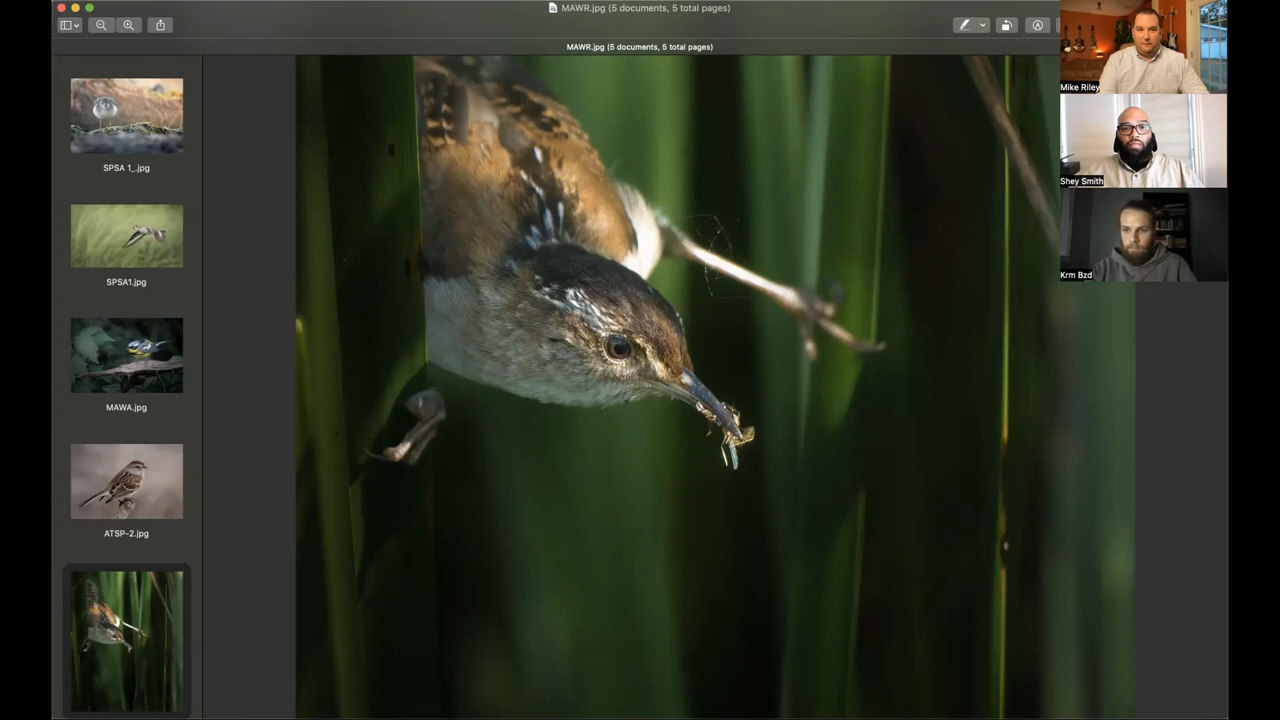 MAWR.jpg (5 documents, 5 total pages)
MAWR.jpg (5 documents, 5 total pages)
SPSA 1_.jpg
SPSA1.jpg
MAWA.jpg
ATSP-2.jpg
Mike Riley
Shey Smith
Krm Bzd